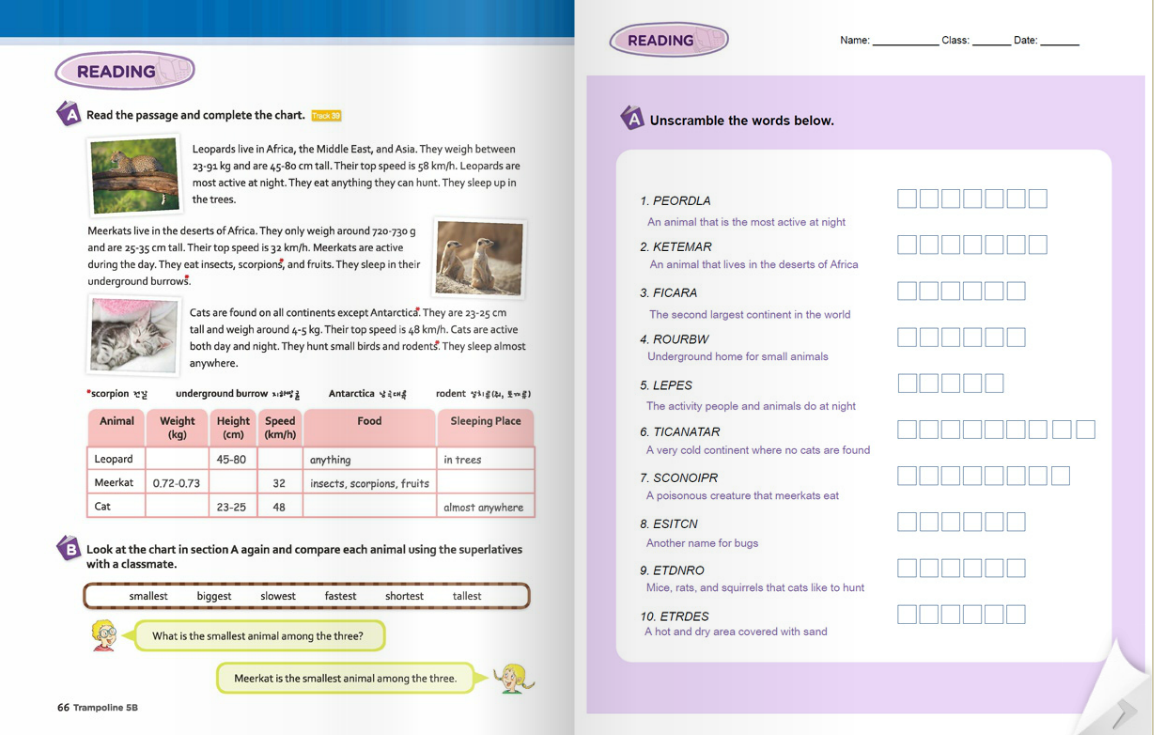 READING
A Read the passage and complete the chart. Track 39
Leopards live in Africa, the Middle East, and Asia. They weigh between
23-91 kg and are 45-80 cm tall. Their top speed is 58 km/h. Leopards are
most active at night. They eat anything they can hunt. They sleep up in
the trees.
Meerkats live in the deserts of Africa. They only weigh around 720-730 g
and are 25-35 cm tall. Their top speed is 32 km/h. Meerkats are active
during the day. They eat insects, scorpions*, and fruits. They sleep in their
underground burrows*.
Cats are found on all continents except Antarctica*. They are 23-25 cm
tall and weigh around 4-5 kg. Their top speed is 48 km/h. Cats are active
both day and night. They hunt small birds and rodents*. They sleep almost
anywhere.
*scorpion 전갈 underground burrow Antarctica 남극대륙 rodent
Animal Weight (kg) Height (cm) Speed (km/h) Food Sleeping Place
Leopard 45-80 anything in trees
Meerkat 0.72-0.73 32 insects, scorpions, fruits
Cat 23-25 48 almost anywhere
B Look at the chart in section A again and compare each animal using the superlatives
with a classmate.
smallest biggest slowest fastest shortest tallest
What is the smallest animal among the three?
Meerkat is the smallest animal among the three.
66 Trampoline 5B
READING
Name: ________ Class: _____ Date: _____
A Unscramble the words below.
1. PEORDLA
An animal that is the most active at night
2. KETEMAR
An animal that lives in the deserts of Africa
3. FICARA
The second largest continent in the world
4. ROURBW
Underground home for small animals
5. LEPES
The activity people and animals do at night
6. TICANATAR
A very cold continent where no cats are found
7. SCONOIPR
A poisonous creature that meerkats eat
8. ESITCN
Another name for bugs
9. ETDNRO
Mice, rats, and squirrels that cats like to hunt
10. ETRDES
A hot and dry area covered with sand